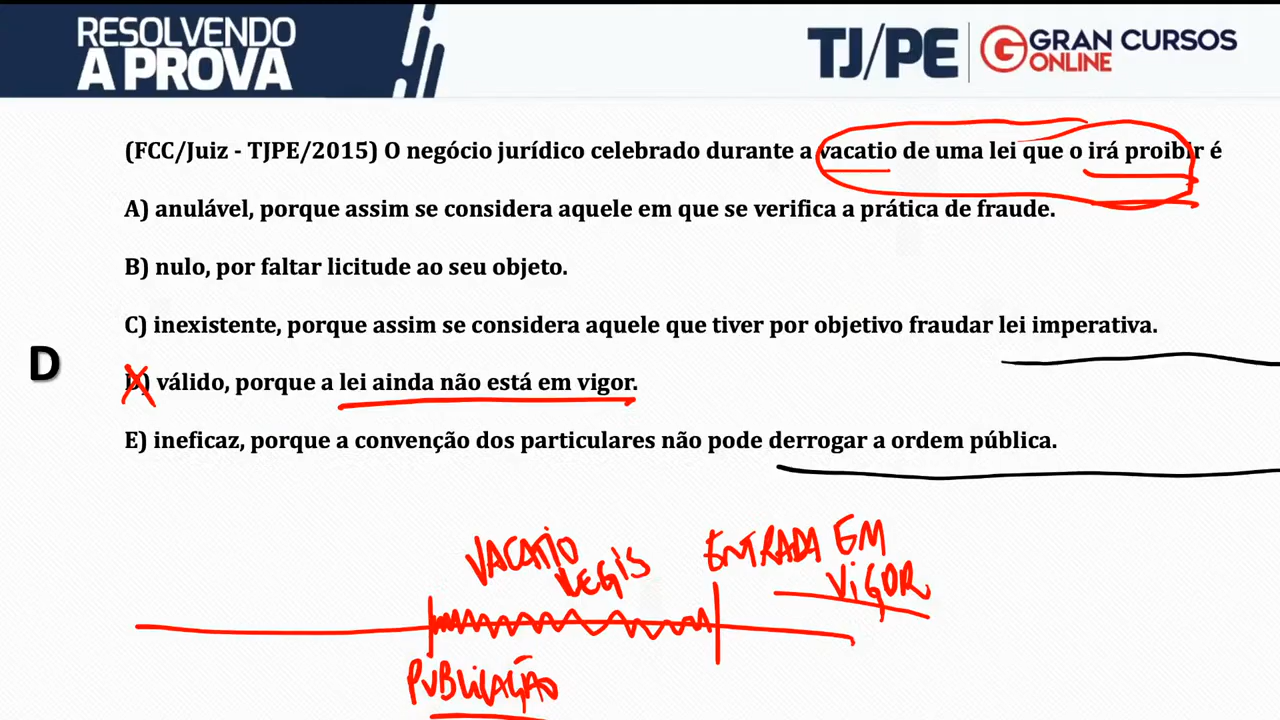 RESOLVENDO
A PROVA
TJ/PE
GRAN CURSOS
ONLINE
(FCC/Juiz - TJPE/2015) O negócio jurídico celebrado durante a vacatio de uma lei que o irá proibir é
A) anulável, porque assim se considera aquele em que se verifica a prática de fraude.
B) nulo, por faltar licitude ao seu objeto.
C) inexistente, porque assim se considera aquele que tiver por objetivo fraudar lei imperativa.
D
D) válido, porque a lei ainda não está em vigor.
E) ineficaz, porque a convenção dos particulares não pode derrogar a ordem pública.
VACATIO
LEGIS
ENTRADA EM
VIGOR
PUBLICAÇÃO